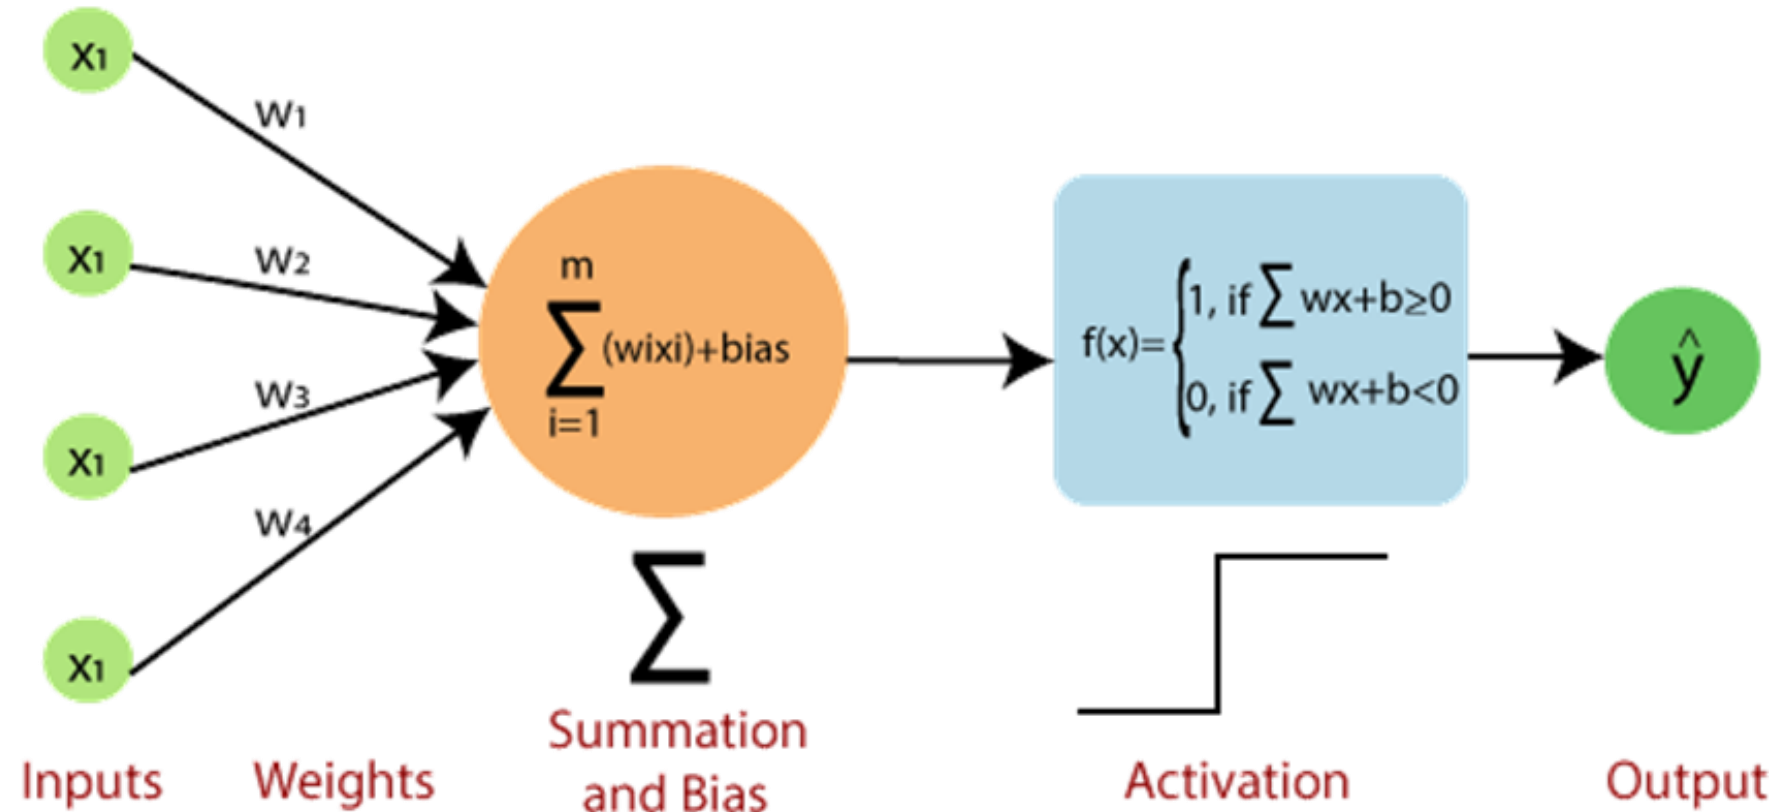 x₁
w₁
x₁
w₂
x₁
w₃
x₁
w₄
m
∑(wixi)+bias
i=1
∑
f(x)={1, if ∑ wx+b≥0
0, if ∑ wx+b<0
ŷ
Inputs
Weights
Summation
and Bias
Activation
Output